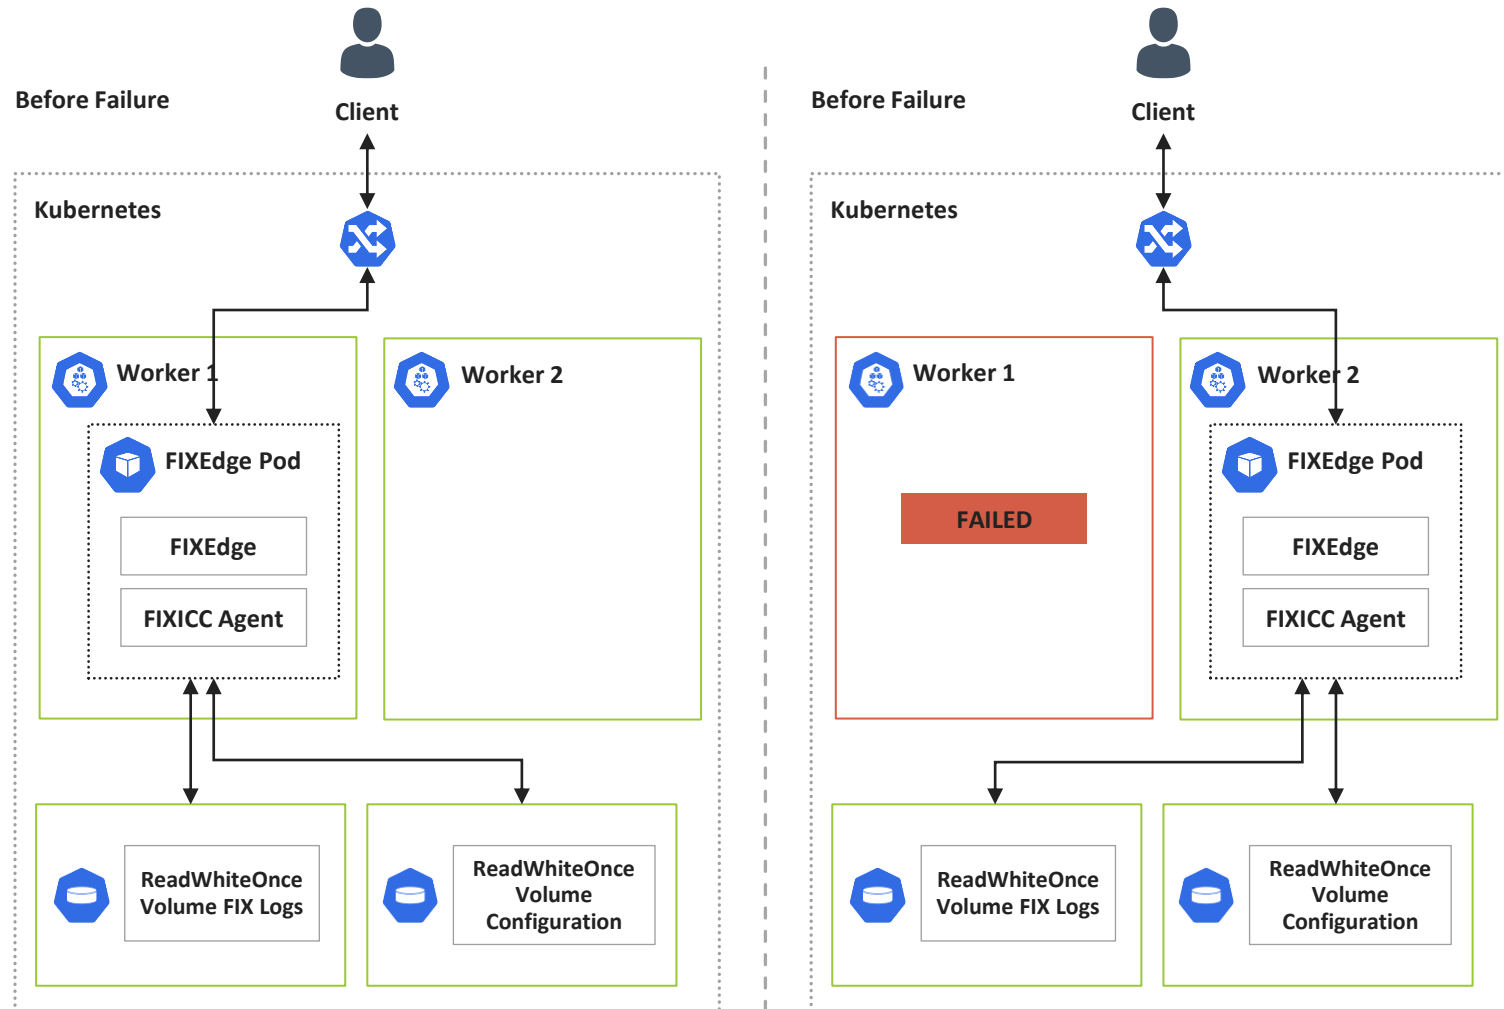 Before Failure
Client
Kubernetes
Worker 1
Worker 2
FIXEdge Pod
FIXEdge
FIXICC Agent
ReadWhiteOnce
Volume FIX Logs
ReadWhiteOnce
Volume
Configuration
Before Failure
Client
Kubernetes
Worker 1
FAILED
Worker 2
FIXEdge Pod
FIXEdge
FIXICC Agent
ReadWhiteOnce
Volume FIX Logs
ReadWhiteOnce
Volume
Configuration